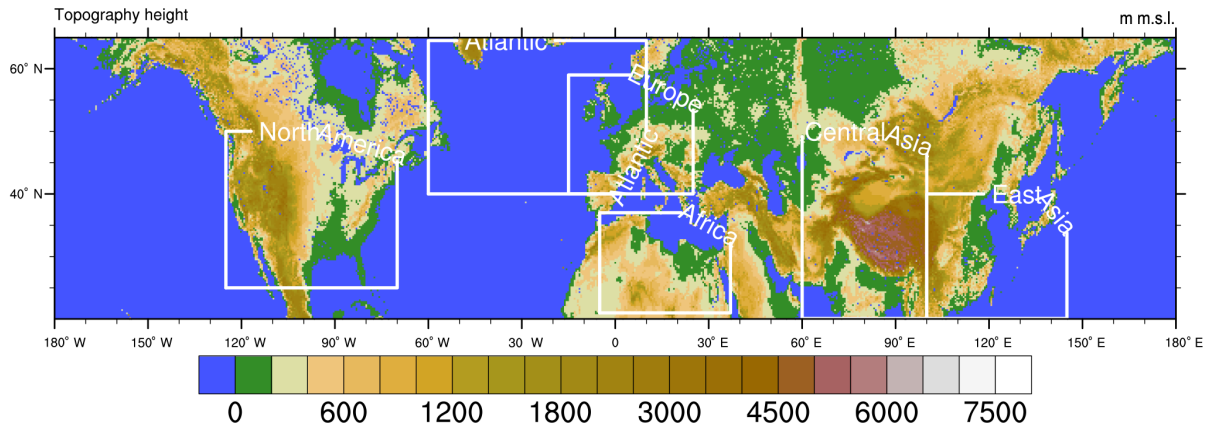 Topography height
m m.s.l.
60° N
40° N
Atlantic
Europe
NorthAmerica
Atlantic
CentralAsia
EastAsia
Africa
180° W 150° W 120° W 90° W 60° W 30° W 0 30° E 60° E 90° E 120° E 150° E 180° E
0 600 1200 1800 3000 4500 6000 7500